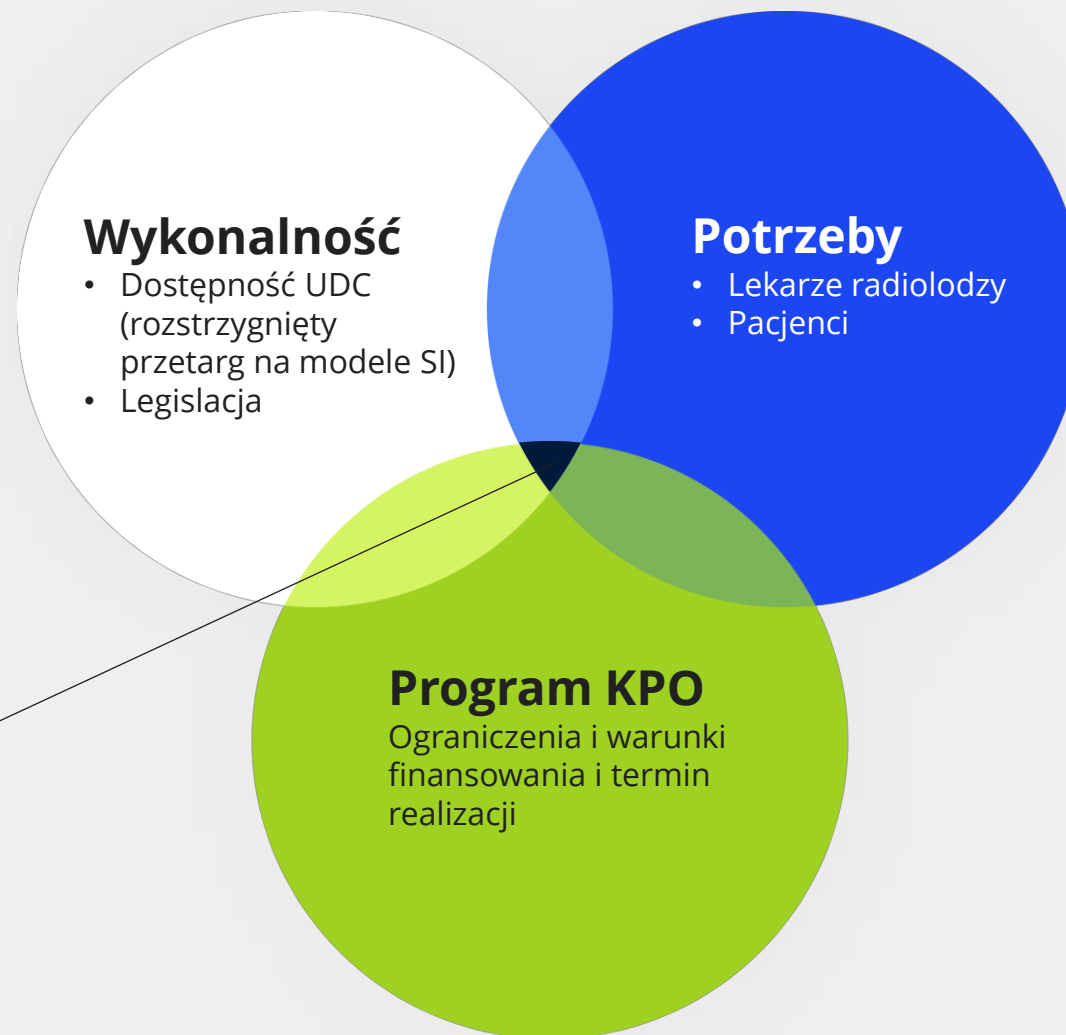 Wykonalność
• Dostępność UDC
(rozstrzygnięty
przetarg na modele SI)
• Legislacja
Potrzeby
• Lekarze radiolodzy
• Pacjenci
Program KPO
Ograniczenia i warunki
finansowania i termin
realizacji